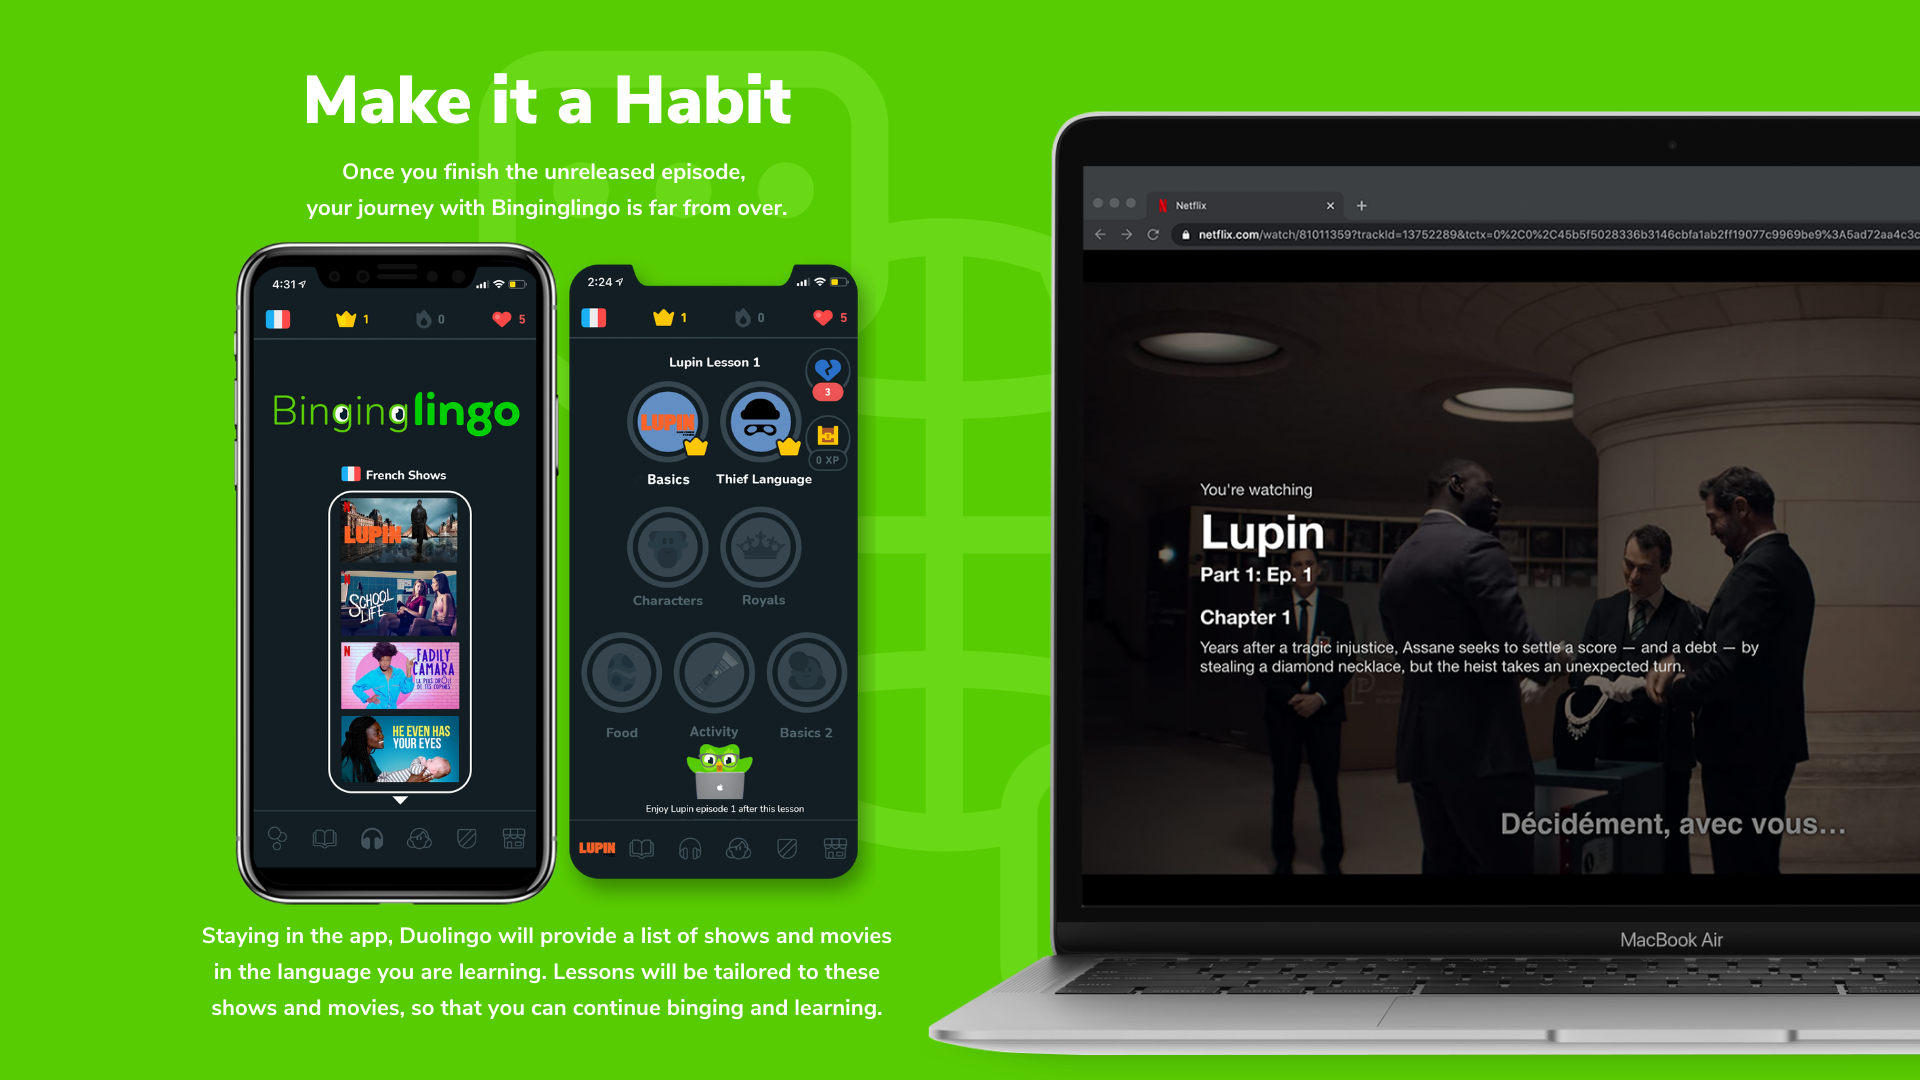 Make it a Habit
Once you finish the unreleased episode,
your journey with Binginglingo is far from over.
4:31
1
0
5
Binginglingo
French Shows
LUPIN
SCHOOL
LIFE
FADILY
CAMARA
LA PLUS DRÔLE
DE TES COPINES
HE EVEN HAS
YOUR EYES
2:24
1
0
5
Lupin Lesson 1
3
LUPIN
0 XP
Basics
Thief Language
Characters
Royals
Food
Activity
Basics 2
Enjoy Lupin episode 1 after this lesson
LUPIN
Staying in the app, Duolingo will provide a list of shows and movies
in the language you are learning. Lessons will be tailored to these
shows and movies, so that you can continue binging and learning.
Netflix
netflix.com/watch/81011359?trackId=13752289&tctx=0%2C0%2C45b5f5028336b3146cbfa1ab2ff19077c9969be9%3A5ad72aa4c3c
You're watching
Lupin
Part 1: Ep. 1
Chapter 1
Years after a tragic injustice, Assane seeks to settle a score — and a debt — by
stealing a diamond necklace, but the heist takes an unexpected turn.
Décidément, avec vous...
MacBook Air